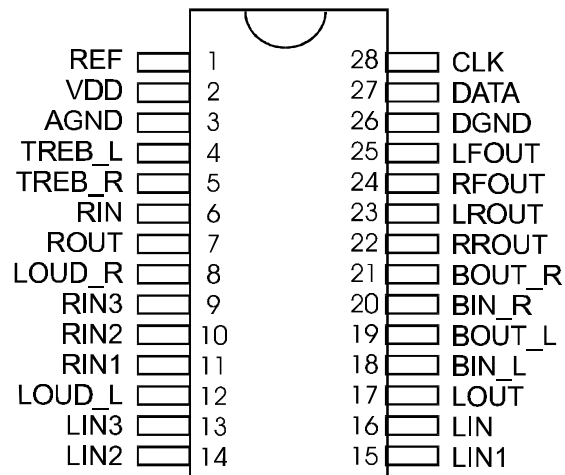 REF 1 28 CLK
VDD 2 27 DATA
AGND 3 26 DGND
TREB_L 4 25 LFOUT
TREB_R 5 24 RFOUT
RIN 6 23 LROUT
ROUT 7 22 RROUT
LOUD_R 8 21 BOUT_R
RIN3 9 20 BIN_R
RIN2 10 19 BOUT_L
RIN1 11 18 BIN_L
LOUD_L 12 17 LOUT
LIN3 13 16 LIN
LIN2 14 15 LIN1